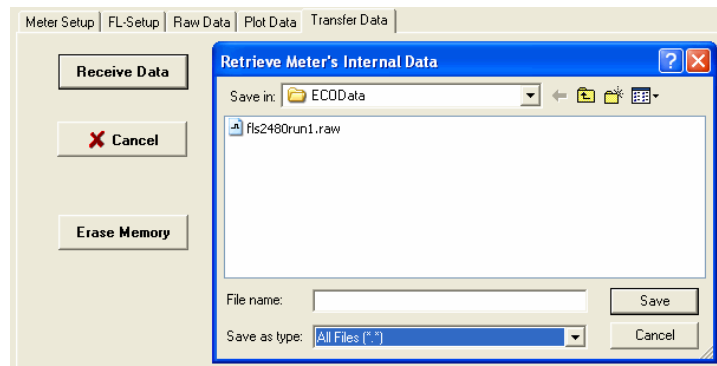 Meter Setup FL-Setup Raw Data Plot Data Transfer Data
Receive Data
Cancel
Erase Memory
Retrieve Meter's Internal Data
Save in: ECOData
fls2480run1.raw
File name:
Save
Save as type: All Files (*.*)
Cancel